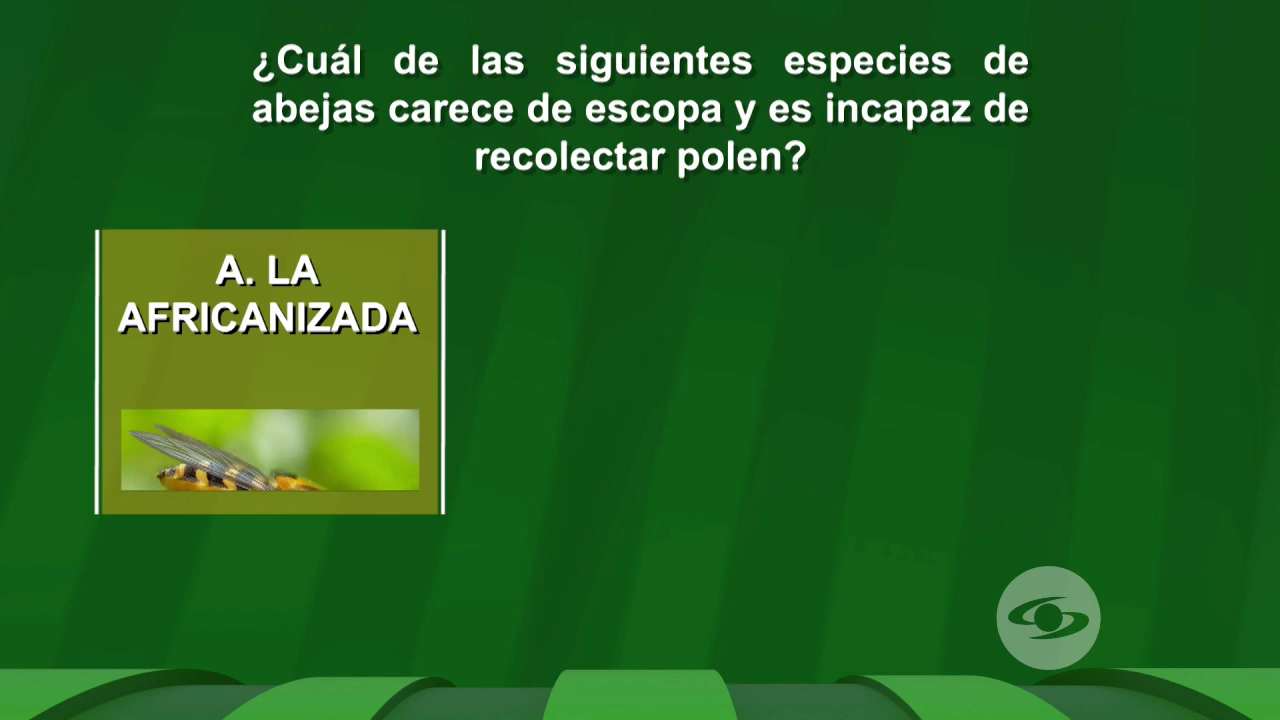 ¿Cuál de las siguientes especies de
abejas carece de escopa y es incapaz de
recolectar polen?
A. LA
AFRICANIZADA